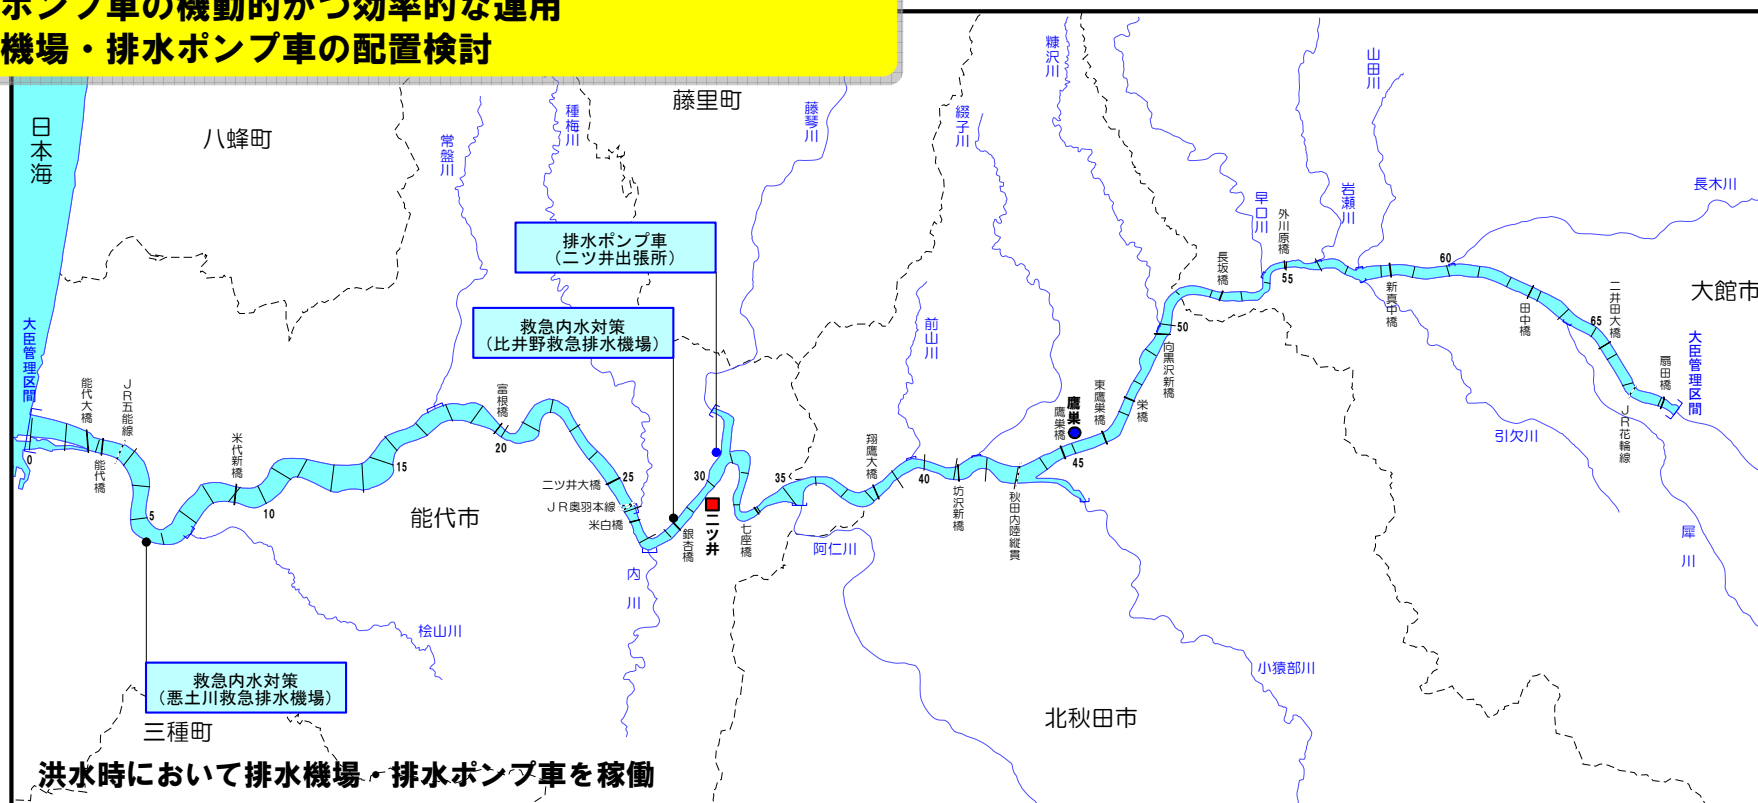 ポンプ車の機動的かつ効率的な運用
機場・排水ポンプ車の配置検討
日本海
八峰町
藤里町
常盤川
種梅川
藤琴川
綴子川
糠沢川
山田川
早口川
外川原橋
岩瀬川
長木川
大館市
排水ポンプ車
（二ツ井出張所）
救急内水対策
（比井野救急排水機場）
前山川
長坂橋
55
60
新真中橋
田中橋
二井田大橋
65
扇田橋
大臣管理区間
JR花輪線
引欠川
犀川
50
向黒沢新橋
栄橋
東鷹巣橋
鷹巣
鷹巣橋
45
大臣管理区間
能代大橋
JR五能線
能代橋
0
5
米代新橋
10
15
富根橋
20
25
二ツ井大橋
JR奥羽本線
米白橋
30
銀杏橋
二ツ井
七座橋
35
翔鷹大橋
40
坊沢新橋
秋田内陸縦貫
能代市
内川
阿仁川
桧山川
小猿部川
北秋田市
救急内水対策
（悪土川救急排水機場）
三種町
洪水時において排水機場・排水ポンプ車を稼働